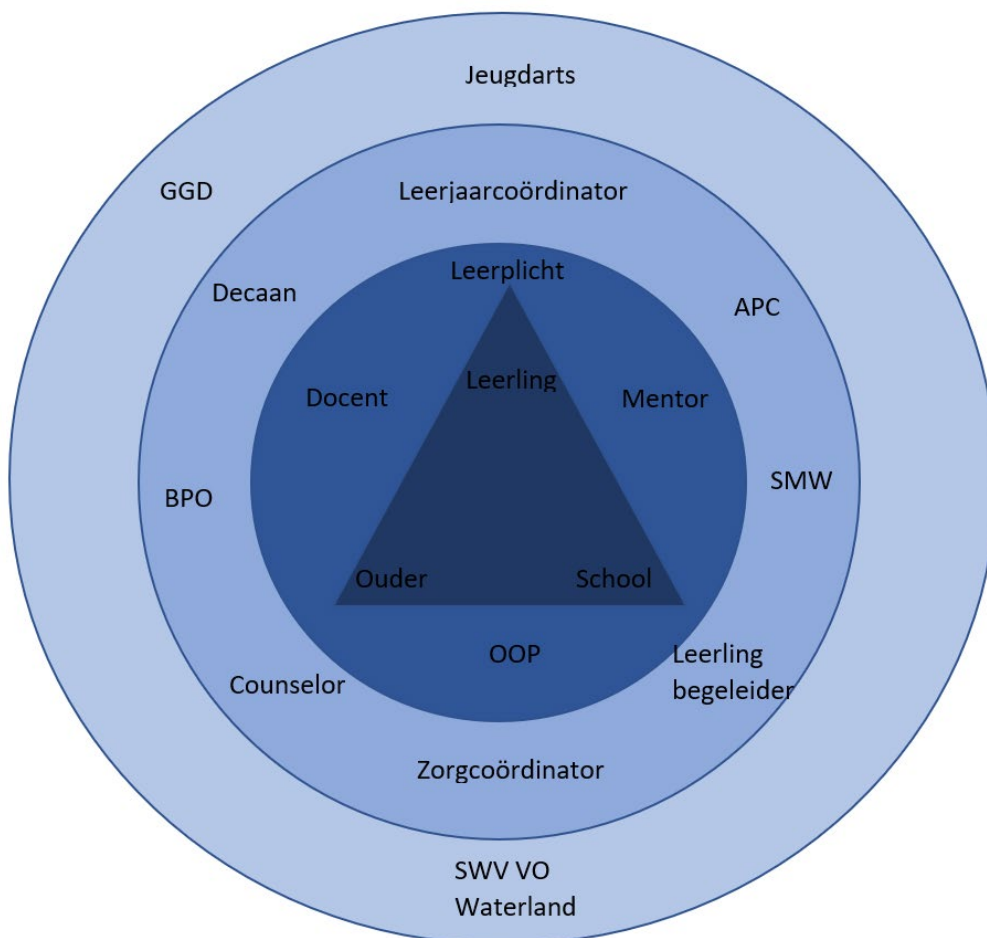 Jeugdarts
GGD
Leerjaarcoördinator
Leerplicht
Decaan
APC
Leerling
Docent
Mentor
SMW
BPO
Ouder
School
OOP
Leerling
begeleider
Counselor
Zorgcoördinator
SWV VO
Waterland